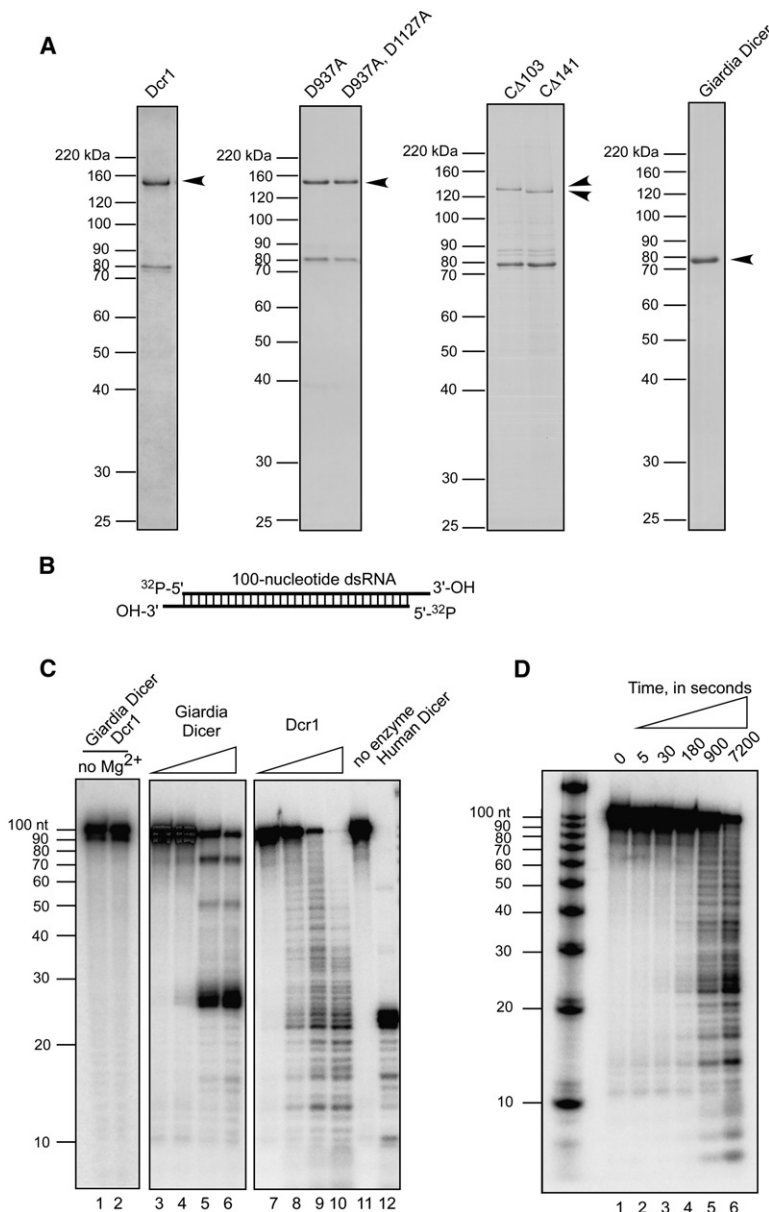 A
Dcr1
220 kDa
160
120
100
90
80
70
60
50
40
30
25
D937A
D937A, D1127A
220 kDa
160
120
100
90
80
70
60
50
40
30
25
CΔ103
CΔ141
220 kDa
160
120
100
90
80
70
60
50
40
30
25
Giardia Dicer
220 kDa
160
120
100
90
80
70
60
50
40
30
25
B
32P-5'
100-nucleotide dsRNA
3'-OH
OH-3'
5'-32P
C
Giardia Dicer
Dcr1
no Mg2+
Giardia
Dicer
Dcr1
no enzyme
Human Dicer
100 nt
90
80
70
60
50
40
30
20
10
1 2 3 4 5 6 7 8 9 10 11 12
D
Time, in seconds
0 5 30 180 900 7200
100 nt
90
80
70
60
50
40
30
20
10
1 2 3 4 5 6